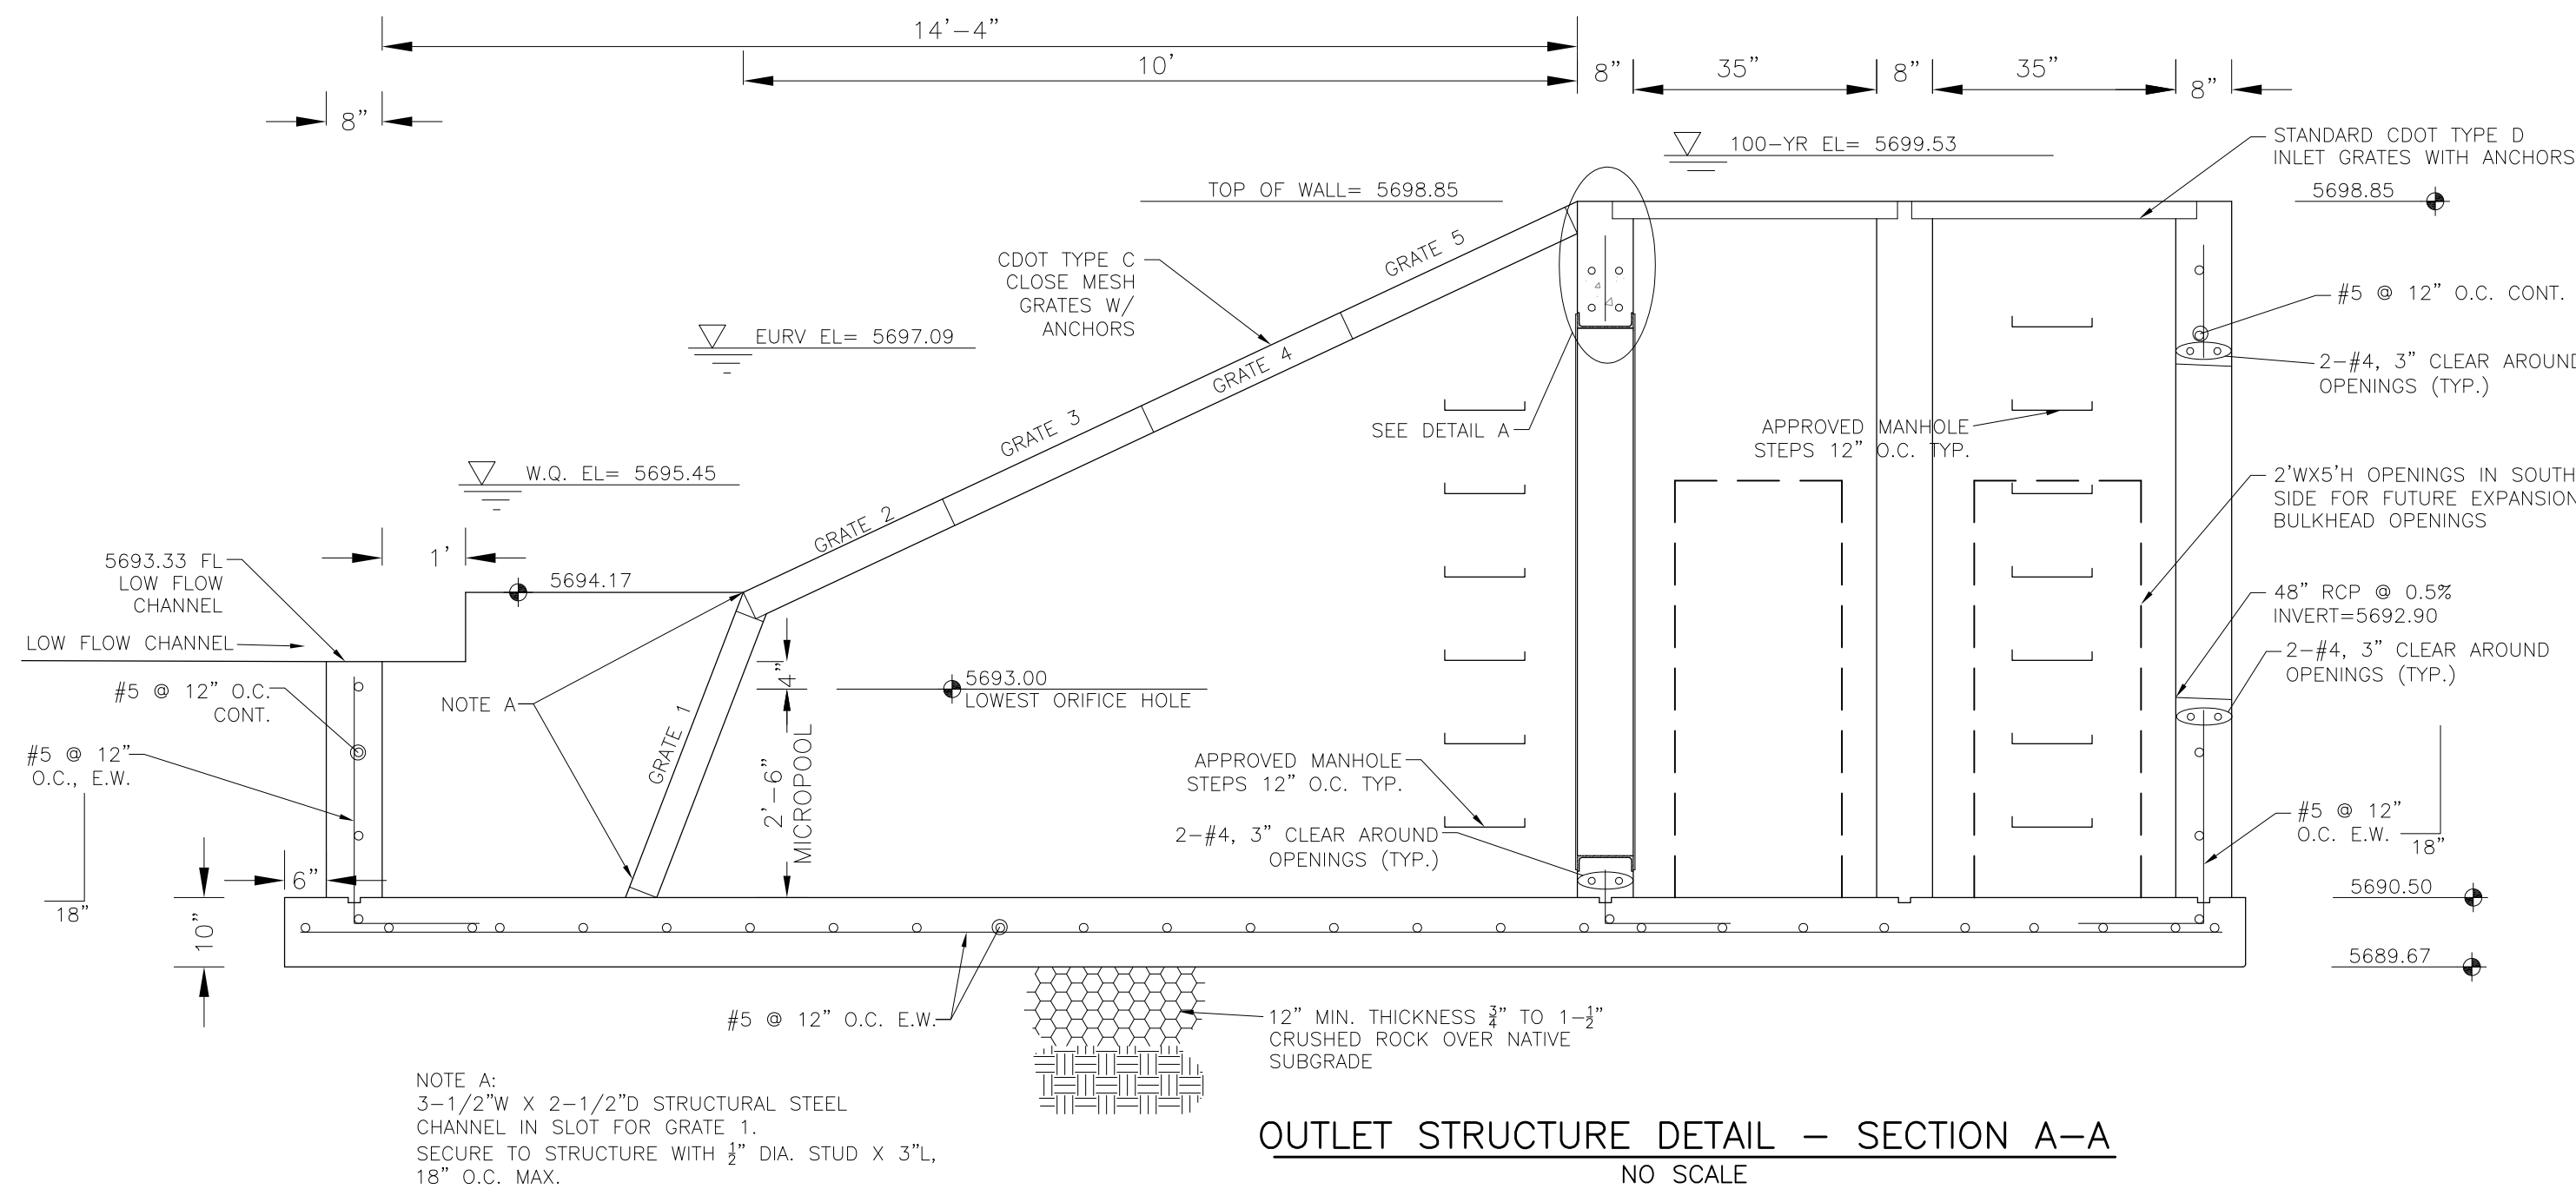 14'-4"
10'
8"
35"
8"
35"
8"
8"
100-YR EL= 5699.53
STANDARD CDOT TYPE D
INLET GRATES WITH ANCHORS
5698.85
TOP OF WALL= 5698.85
CDOT TYPE C
CLOSE MESH
GRATES W/
ANCHORS
GRATE 5
#5 @ 12" O.C. CONT.
EURV EL= 5697.09
GRATE 4
2-#4, 3" CLEAR AROUND
OPENINGS (TYP.)
GRATE 3
SEE DETAIL A
APPROVED MANHOLE
STEPS 12" O.C. TYP.
W.Q. EL= 5695.45
2'WX5'H OPENINGS IN SOUTH
SIDE FOR FUTURE EXPANSION
BULKHEAD OPENINGS
GRATE 2
1'
5693.33 FL
LOW FLOW
CHANNEL
5694.17
48" RCP @ 0.5%
INVERT=5692.90
LOW FLOW CHANNEL
2-#4, 3" CLEAR AROUND
OPENINGS (TYP.)
4"
5693.00
LOWEST ORIFICE HOLE
#5 @ 12" O.C.
CONT.
NOTE A
GRATE 1
2'-6"
MICROPOOL
#5 @ 12"
O.C., E.W.
APPROVED MANHOLE
STEPS 12" O.C. TYP.
2-#4, 3" CLEAR AROUND
OPENINGS (TYP.)
#5 @ 12"
O.C. E.W.
18"
6"
18"
10"
5690.50
5689.67
#5 @ 12" O.C. E.W.
12" MIN. THICKNESS 3/4" TO 1-1/2"
CRUSHED ROCK OVER NATIVE
SUBGRADE
NOTE A:
3-1/2"W X 2-1/2"D STRUCTURAL STEEL
CHANNEL IN SLOT FOR GRATE 1.
SECURE TO STRUCTURE WITH 1/2" DIA. STUD X 3"L,
18" O.C. MAX.
OUTLET STRUCTURE DETAIL - SECTION A-A
NO SCALE